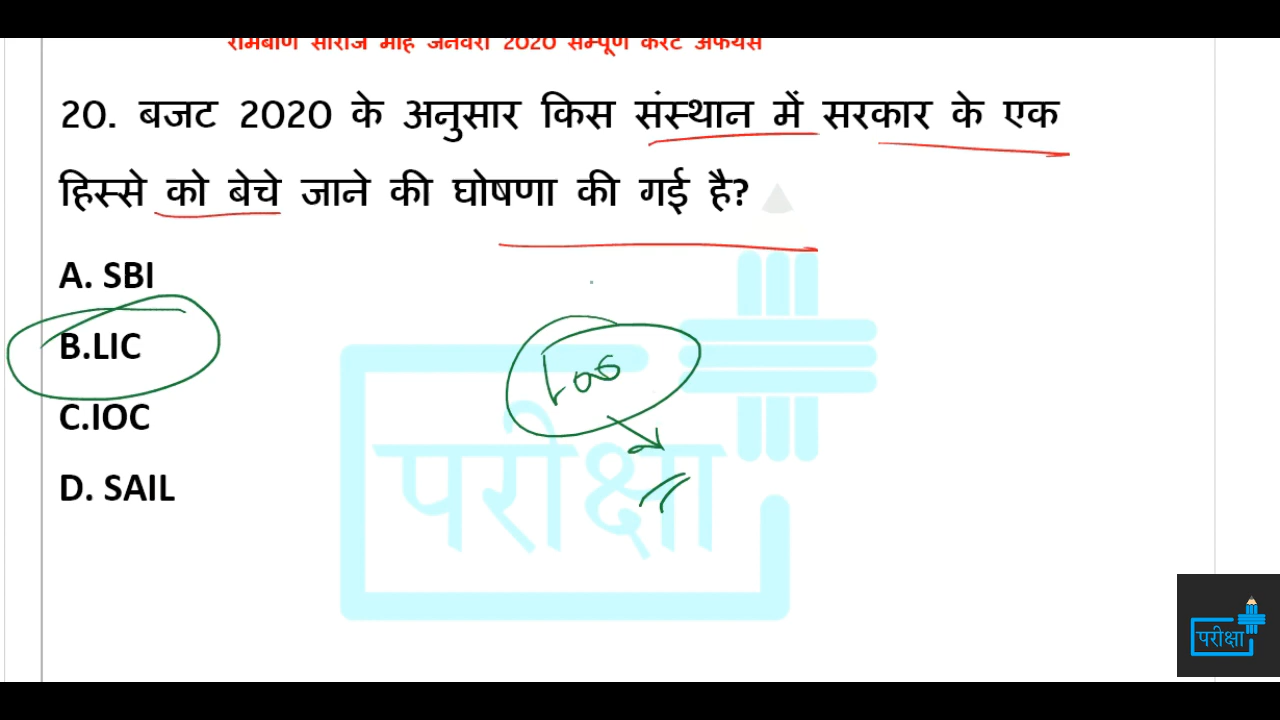 रामबाण सीरीज माह जनवरी 2020 सम्पूर्ण करंट अफेयर्स
20. बजट 2020 के अनुसार किस संस्थान में सरकार के एक
हिस्से को बेचे जाने की घोषणा की गई है?
A. SBI
B.LIC
C.IOC
D. SAIL
परीक्षा
परीक्षा